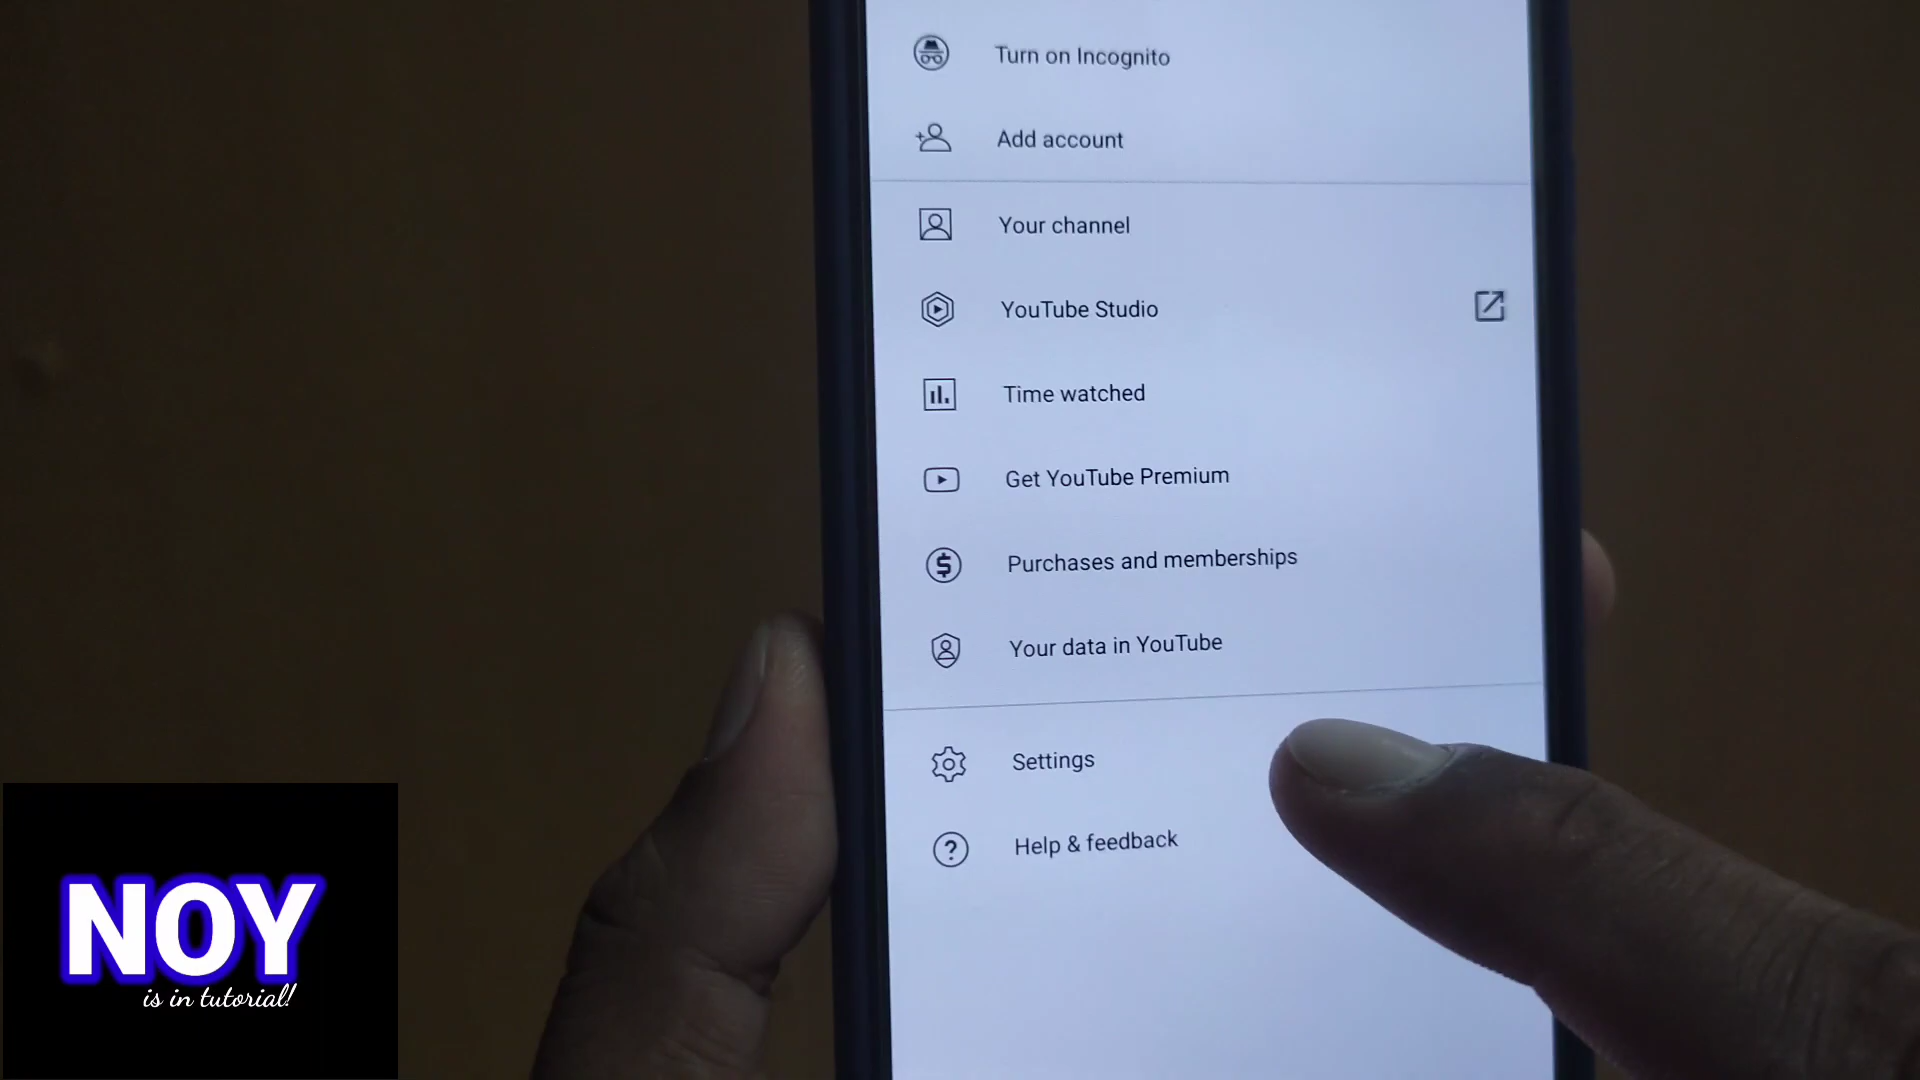 Turn on Incognito
Add account
Your channel
YouTube Studio
Time watched
Get YouTube Premium
Purchases and memberships
Your data in YouTube
Settings
Help & feedback
NOY
is in tutorial!